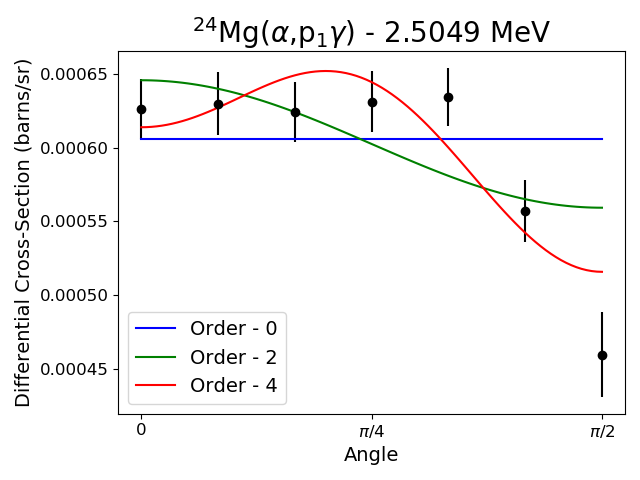 ²⁴Mg(α,p₁γ) - 2.5049 MeV
Differential Cross-Section (barns/sr)
0.00065
0.00060
0.00055
0.00050
0.00045
Order - 0
Order - 2
Order - 4
0
π/4
π/2
Angle